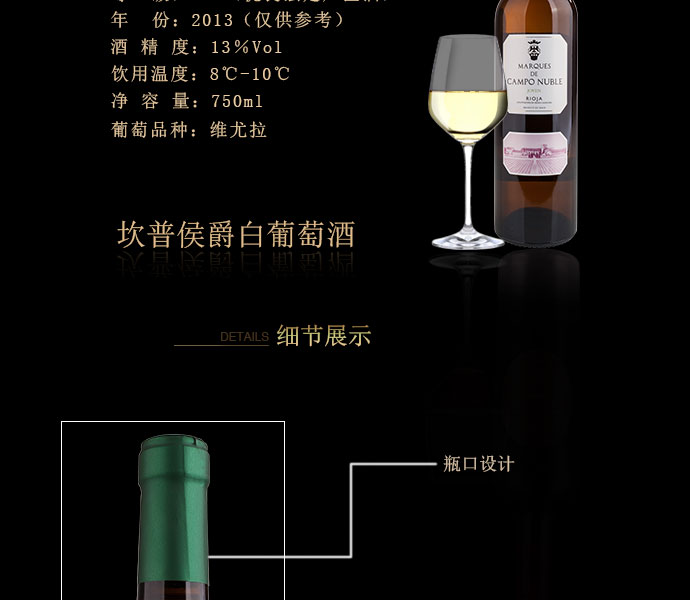 年 份：2013（仅供参考）
酒 精 度：13%Vol
饮用温度：8℃-10℃
净 容 量：750ml
葡萄品种：维尤拉
MARQUES
DE
CAMPO NUBLE
RIOJA
坎普侯爵白葡萄酒
DETAILS 细节展示
瓶口设计